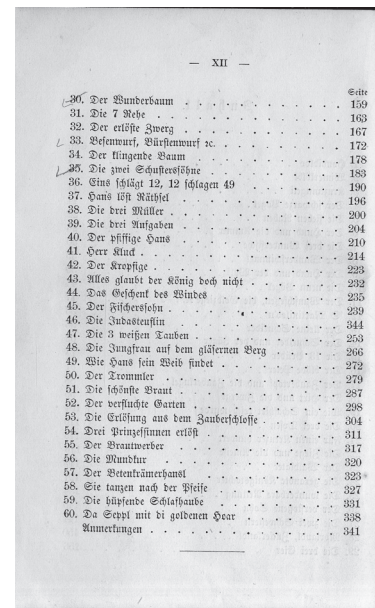 — XII —
Seite
30. Der Wunderbaum . . . . . . . . . . . 159
31. Die 7 Rehe . . . . . . . . . . . . 163
32. Der erlöste Zwerg . . . . . . . . . . . 167
33. Besenwurf, Bürstenwurf ꝛc. . . . . . . . . . 172
34. Der klingende Baum . . . . . . . . . . 178
35. Die zwei Schustersöhne . . . . . . . . . . 183
36. Eins schlägt 12, 12 schlagen 49 . . . . . . . . 190
37. Hans löst Räthsel . . . . . . . . . . . 196
38. Die drei Müller . . . . . . . . . . . . 200
39. Die drei Aufgaben . . . . . . . . . . . 204
40. Der pfiffige Hans . . . . . . . . . . . 210
41. Herr Kluck . . . . . . . . . . . . . 214
42. Der Kropfige . . . . . . . . . . . . 223
43. Alles glaubt der König doch nicht . . . . . . . 232
44. Das Geschenk des Windes . . . . . . . . . 235
45. Der Fischerssohn . . . . . . . . . . . 239
46. Die Judasteuflin . . . . . . . . . . . 344
47. Die 3 weißen Tauben . . . . . . . . . . 253
48. Die Jungfrau auf dem gläsernen Berg . . . . . . 266
49. Wie Hans sein Weib findet . . . . . . . . . 272
50. Der Trommler . . . . . . . . . . . . 279
51. Die schönste Braut . . . . . . . . . . . 287
52. Der verfluchte Garten . . . . . . . . . . 298
53. Die Erlösung aus dem Zauberschlosse . . . . . . 304
54. Drei Prinzessinnen erlöst . . . . . . . . . 311
55. Der Brautwerber . . . . . . . . . . . 317
56. Die Mundkur . . . . . . . . . . . . 320
57. Der Betenkrämerhansl . . . . . . . . . . 323
58. Sie tanzen nach der Pfeife . . . . . . . . . 327
59. Die hüpfende Schlafhaube . . . . . . . . . 331
60. Da Seppl mit di goldenen Hoar . . . . . . . . 338
Anmerkungen . . . . . . . . . . . . 341